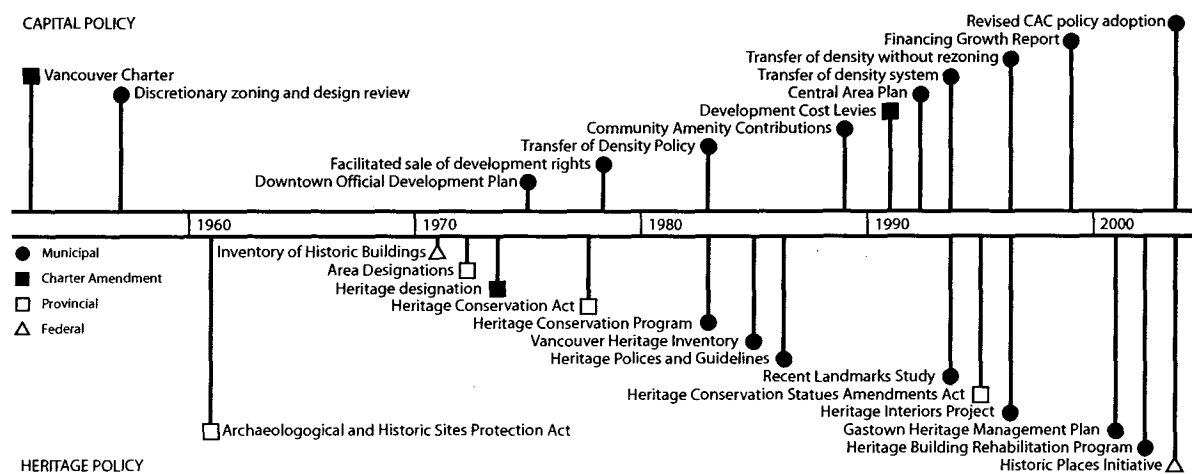 CAPITAL POLICY
Revised CAC policy adoption
Financing Growth Report
Transfer of density without rezoning
Vancouver Charter
Transfer of density system
Discretionary zoning and design review
Central Area Plan
Development Cost Levies
Community Amenity Contributions
Transfer of Density Policy
Facilitated sale of development rights
Downtown Official Development Plan
1960
1970
1980
1990
2000
Municipal
Charter Amendment
Provincial
Federal
Inventory of Historic Buildings
Area Designations
Heritage designation
Heritage Conservation Act
Heritage Conservation Program
Vancouver Heritage Inventory
Heritage Polices and Guidelines
Recent Landmarks Study
Heritage Conservation Statues Amendments Act
Heritage Interiors Project
Archaeologogical and Historic Sites Protection Act
Gastown Heritage Management Plan
Heritage Building Rehabilitation Program
HERITAGE POLICY
Historic Places Initiative